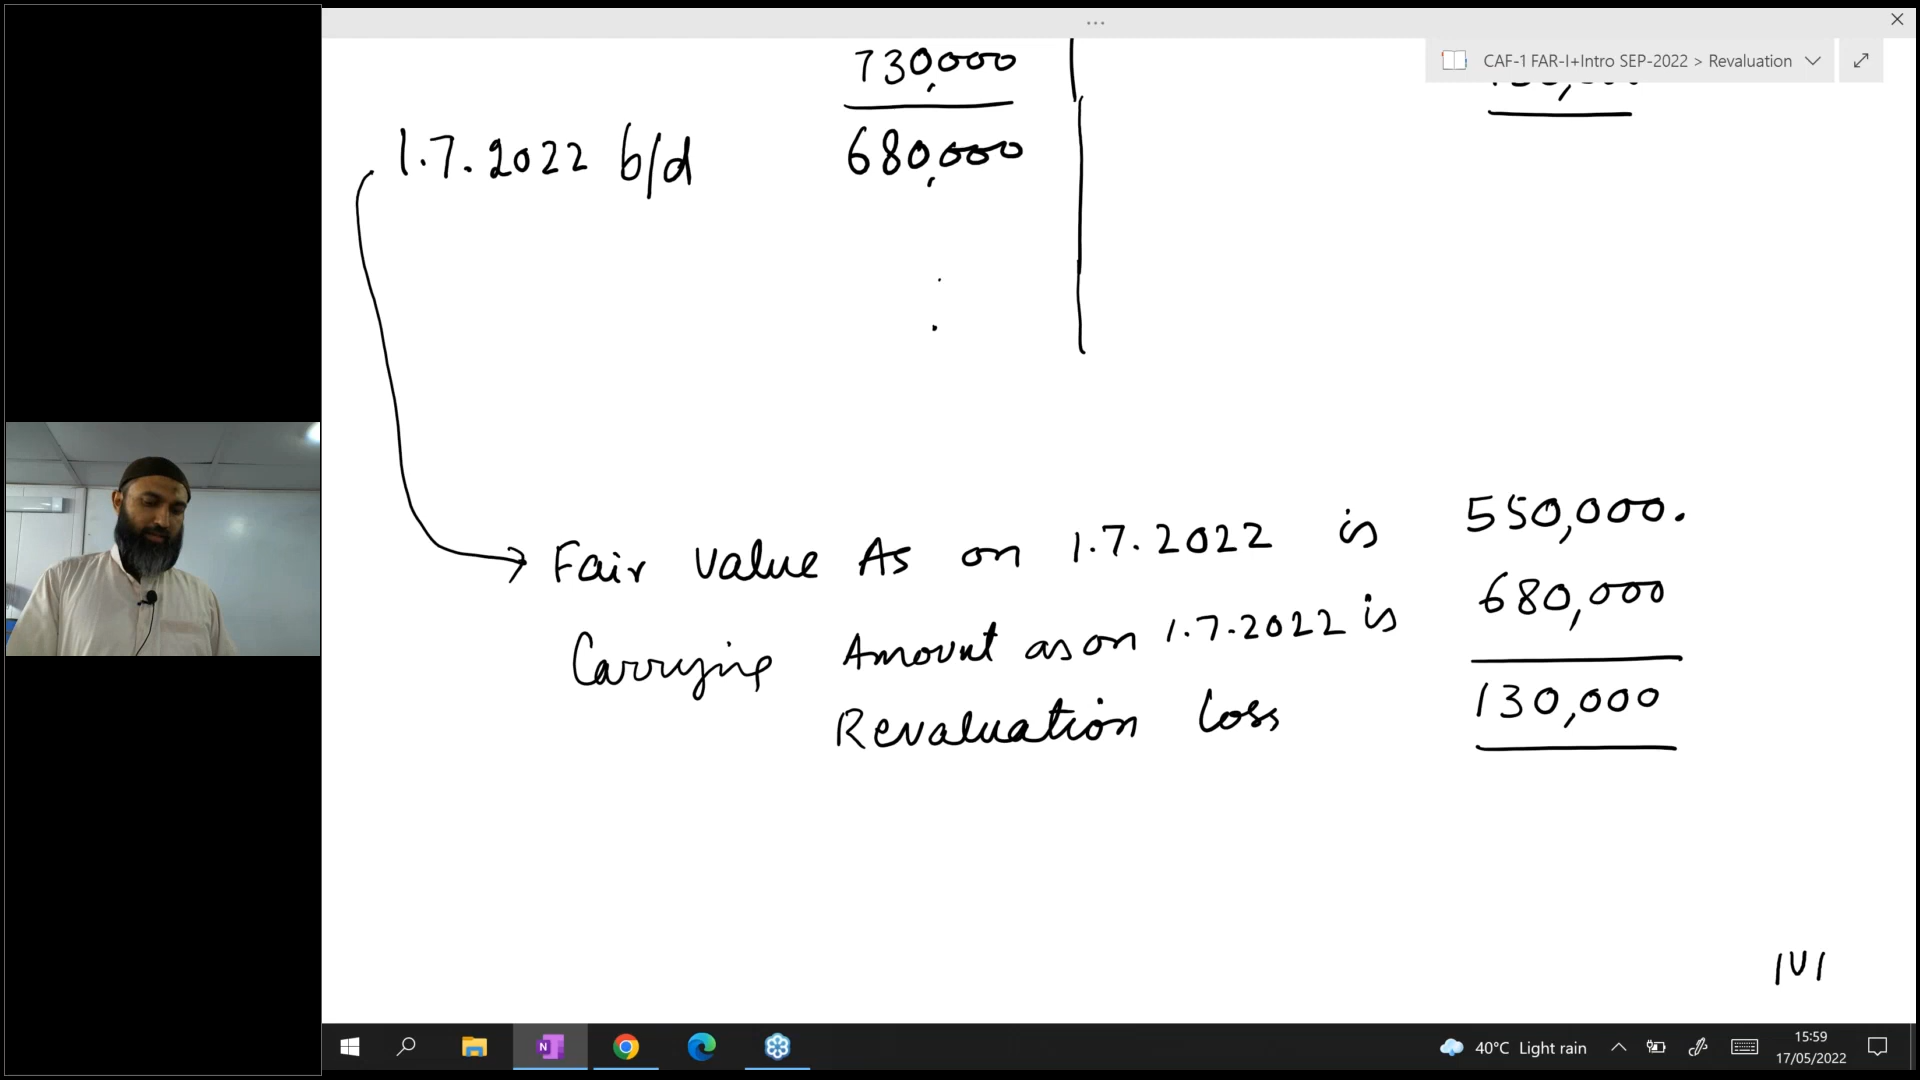 ...
CAF-1 FAR-I+Intro SEP-2022 > Revaluation
730,000
1.7.2022 b/d 680,000
Fair value As on 1.7.2022 is 550,000.
Carrying Amount as on 1.7.2022 is 680,000
Revaluation Loss 130,000
40°C Light rain
15:59
17/05/2022